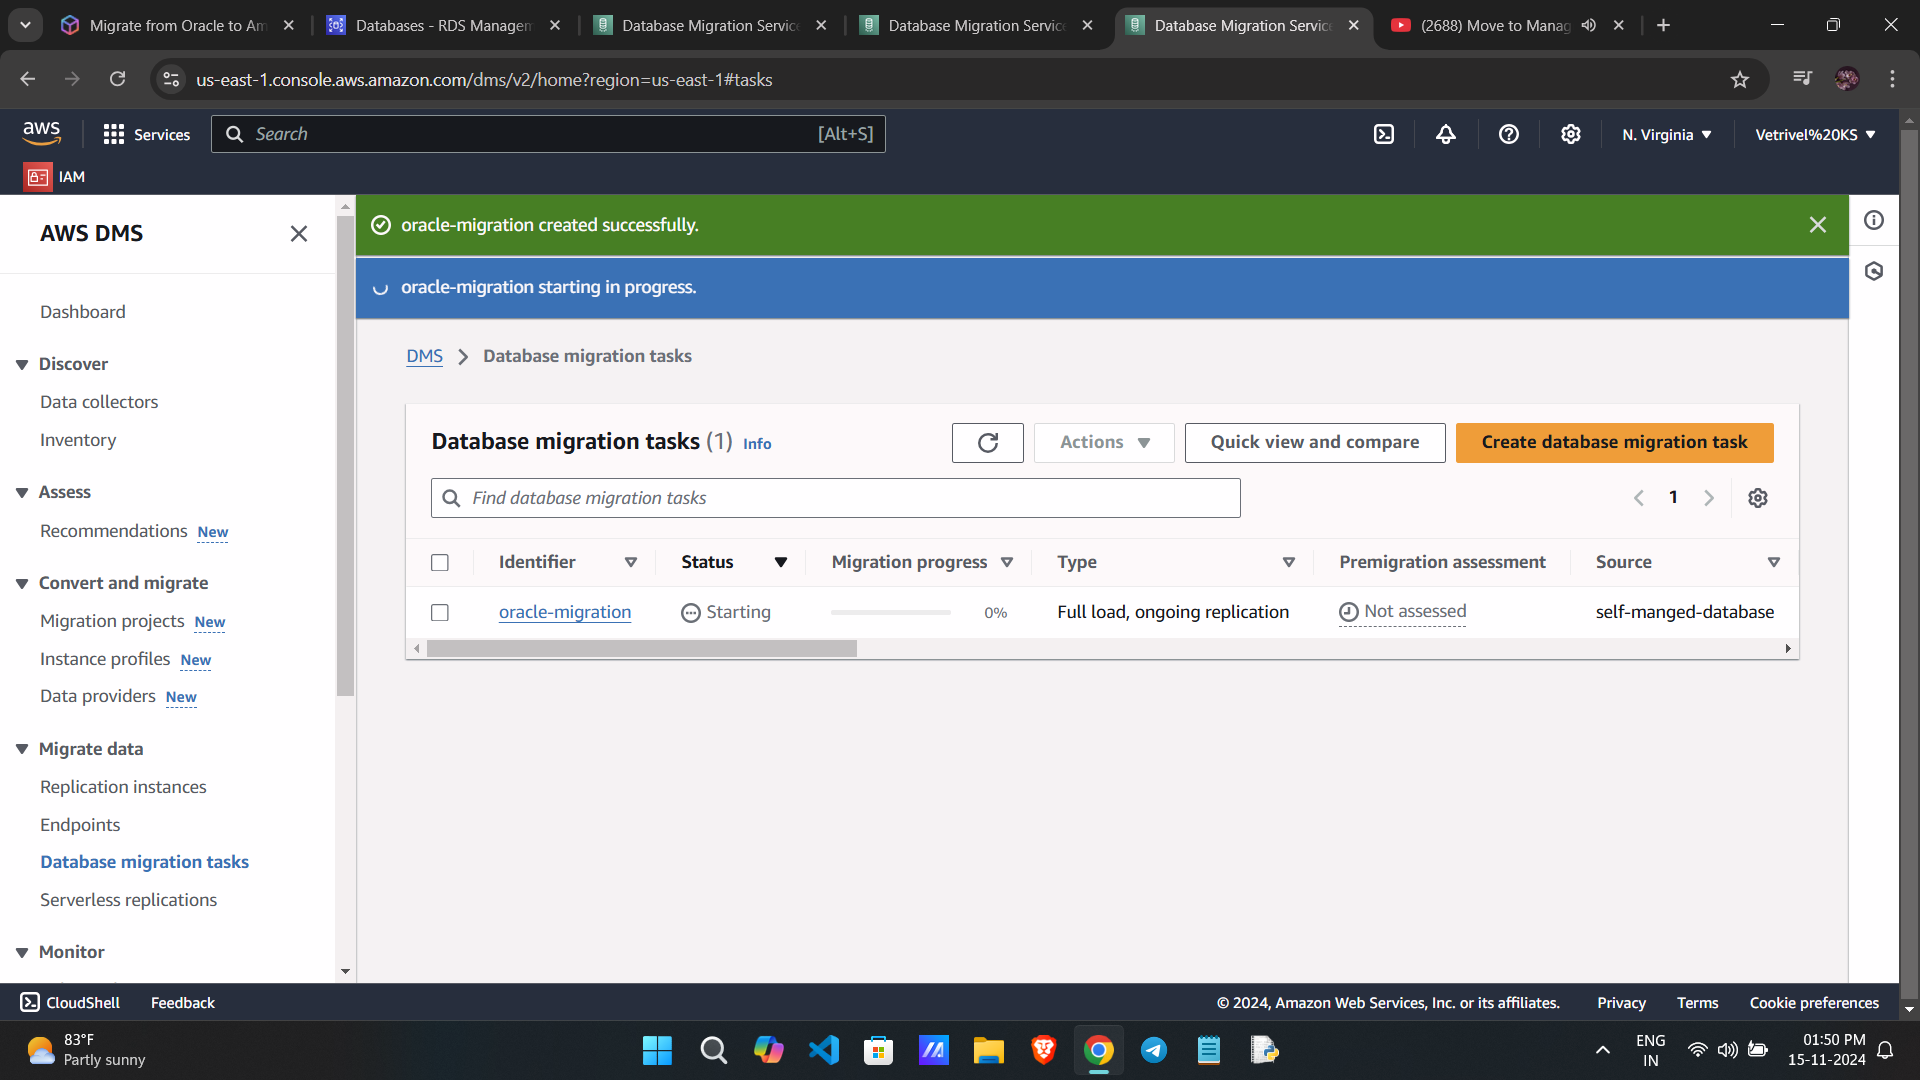 Migrate from Oracle to Am
Databases - RDS Managem
Database Migration Service
Database Migration Service
Database Migration Service
(2688) Move to Manag
us-east-1.console.aws.amazon.com/dms/v2/home?region=us-east-1#tasks
aws
Services
Search
[Alt+S]
N. Virginia
Vetrivel%20KS
IAM
AWS DMS
Dashboard
Discover
Data collectors
Inventory
Assess
Recommendations New
Convert and migrate
Migration projects New
Instance profiles New
Data providers New
Migrate data
Replication instances
Endpoints
Database migration tasks
Serverless replications
Monitor
oracle-migration created successfully.
oracle-migration starting in progress.
DMS
Database migration tasks
Database migration tasks (1) Info
Actions
Quick view and compare
Create database migration task
Find database migration tasks
1
Identifier Status Migration progress Type Premigration assessment Source
oracle-migration Starting 0% Full load, ongoing replication Not assessed self-manged-database
CloudShell
Feedback
© 2024, Amazon Web Services, Inc. or its affiliates.
Privacy
Terms
Cookie preferences
83°F
Partly sunny
ENG
IN
01:50 PM
15-11-2024